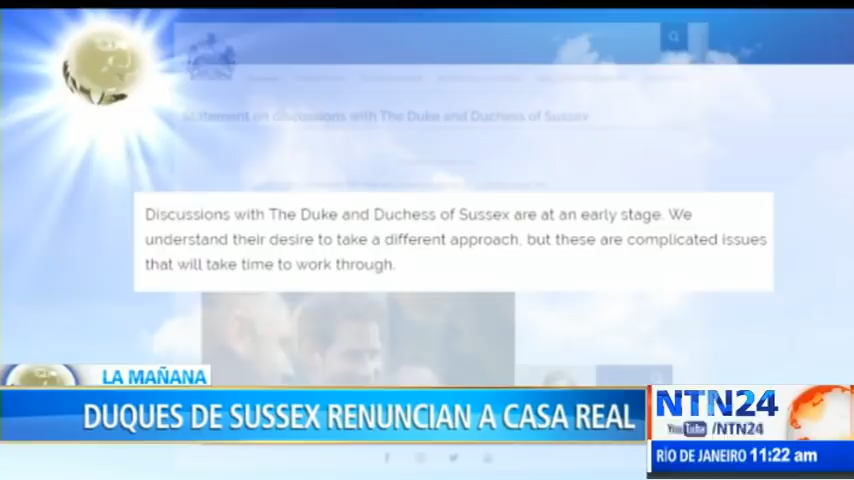 Statement on discussions with The Duke and Duchess of Sussex
Discussions with The Duke and Duchess of Sussex are at an early stage. We
understand their desire to take a different approach, but these are complicated issues
that will take time to work through.
LA MAÑANA
DUQUES DE SUSSEX RENUNCIAN A CASA REAL
NTN24
YouTube /NTN24
RÍO DE JANEIRO 11:22 am